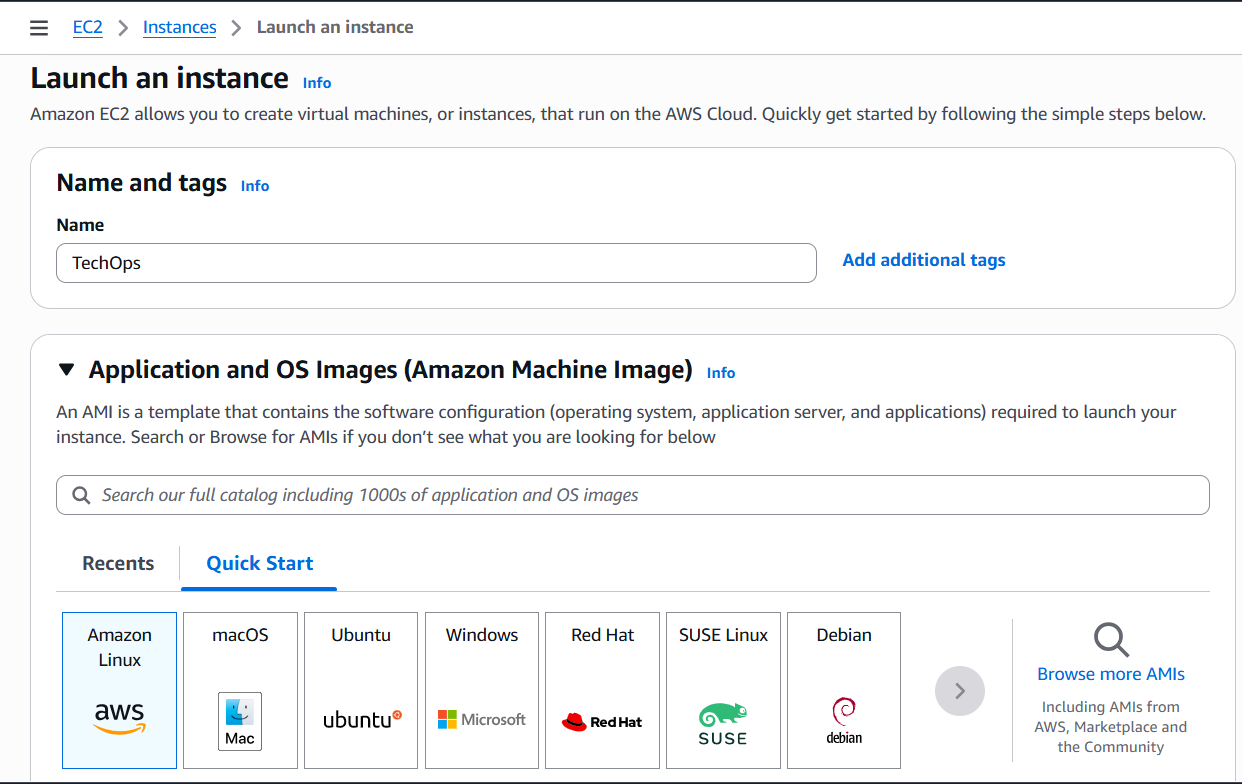 EC2 > Instances > Launch an instance
Launch an instance Info
Amazon EC2 allows you to create virtual machines, or instances, that run on the AWS Cloud. Quickly get started by following the simple steps below.
Name and tags Info
Name
TechOps
Add additional tags
Application and OS Images (Amazon Machine Image) Info
An AMI is a template that contains the software configuration (operating system, application server, and applications) required to launch your
instance. Search or Browse for AMIs if you don’t see what you are looking for below
Search our full catalog including 1000s of application and OS images
Recents
Quick Start
Amazon
Linux
aws
macOS
Mac
Ubuntu
ubuntu
Windows
Microsoft
Red Hat
Red Hat
SUSE Linux
SUSE
Debian
debian
Browse more AMIs
Including AMIs from
AWS, Marketplace and
the Community